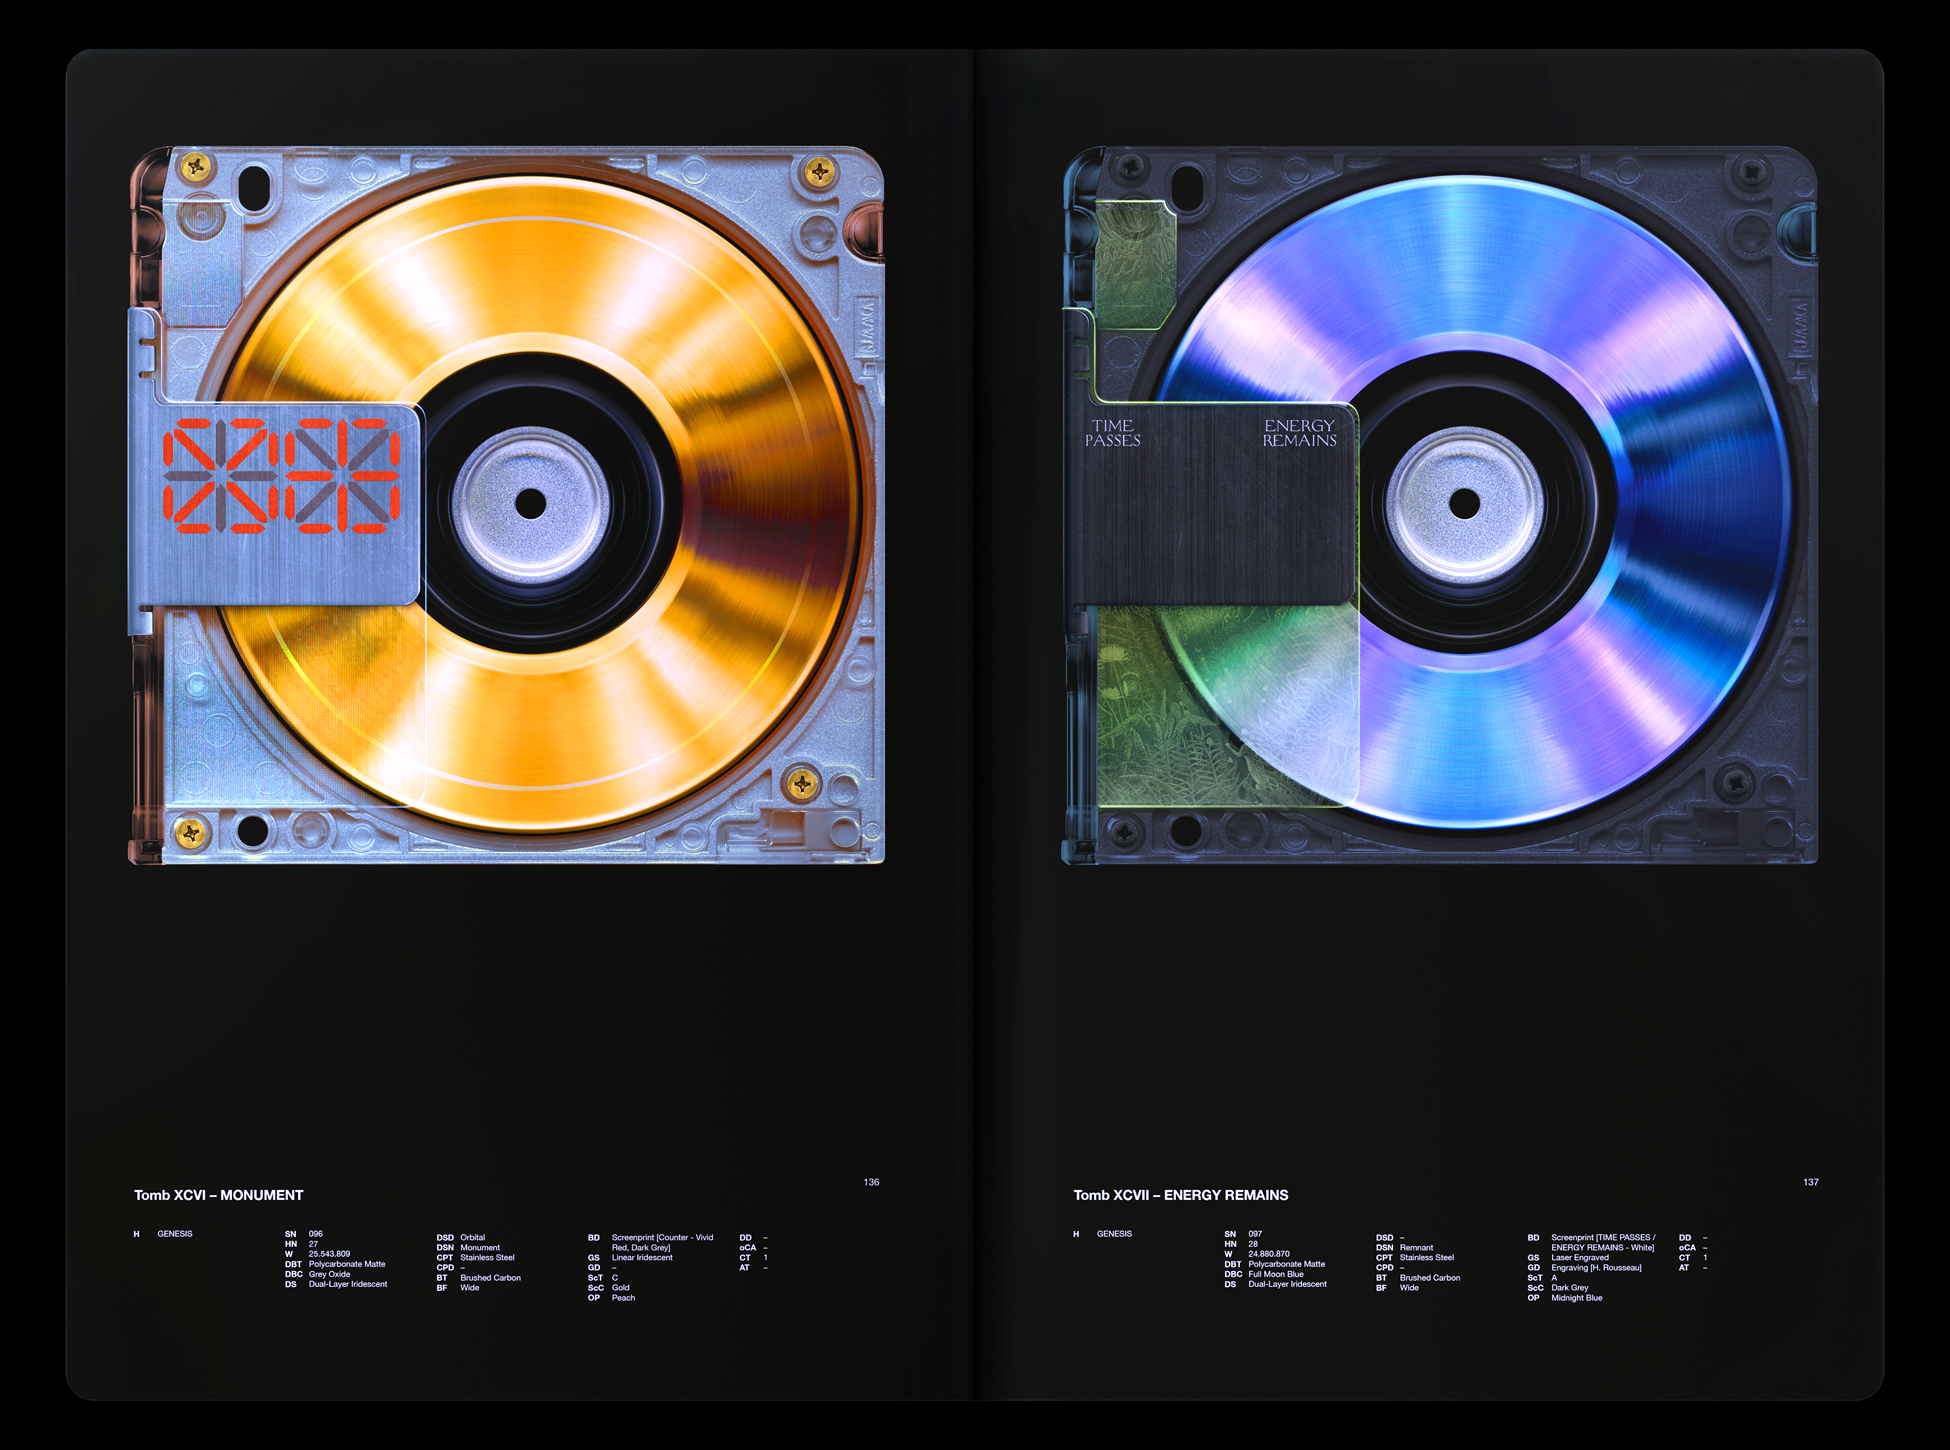 TIME
PASSES
ENERGY
REMAINS
136
Tomb XCVI – MONUMENT
H GENESIS
SN 096
HN 27
W 25.543.809
DBT Polycarbonate Matte
DBC Grey Oxide
DS Dual-Layer Iridescent
DSD Orbital
DSN Monument
CPT Stainless Steel
CPD –
BT Brushed Carbon
BF Wide
BD Screenprint [Counter - Vivid
Red, Dark Grey]
GS Linear Iridescent
GD –
ScT C
ScC Gold
OP Peach
DD –
oCA –
CT 1
AT –
137
Tomb XCVII – ENERGY REMAINS
H GENESIS
SN 097
HN 28
W 24.880.870
DBT Polycarbonate Matte
DBC Full Moon Blue
DS Dual-Layer Iridescent
DSD –
DSN Remnant
CPT Stainless Steel
CPD –
BT Brushed Carbon
BF Wide
BD Screenprint [TIME PASSES /
ENERGY REMAINS - White]
GS Laser Engraved
GD Engraving [H. Rousseau]
ScT A
ScC Dark Grey
OP Midnight Blue
DD –
oCA –
CT 1
AT –